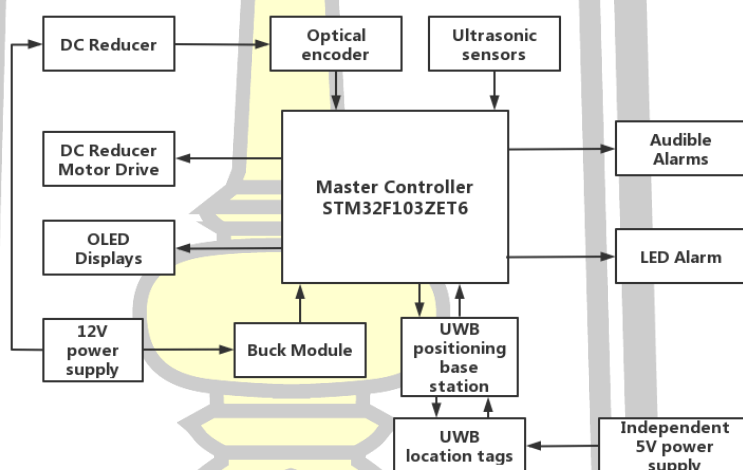 DC Reducer
Optical
encoder
Ultrasonic
sensors
DC Reducer
Motor Drive
Master Controller
STM32F103ZET6
Audible
Alarms
OLED
Displays
LED Alarm
12V
power
supply
Buck Module
UWB
positioning
base
station
UWB
location tags
Independent
5V power
supply